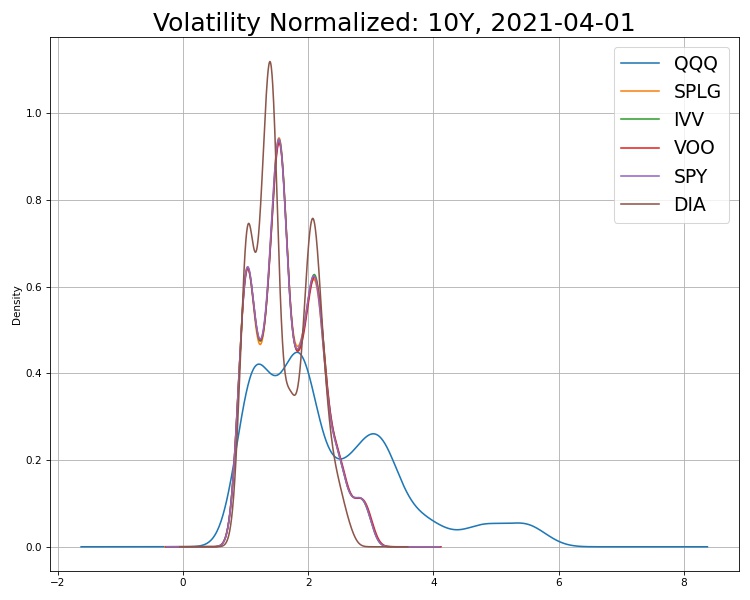 Volatility Normalized: 10Y, 2021-04-01
QQQ
SPLG
IVV
VOO
SPY
DIA
Density
1.0
0.8
0.6
0.4
0.2
0.0
−2 0 2 4 6 8